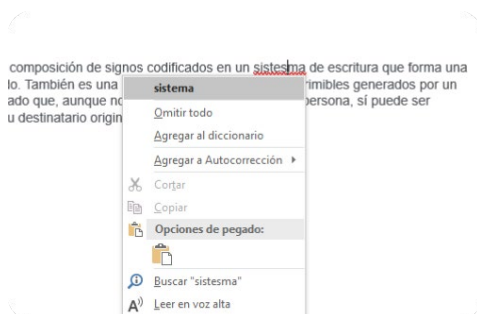 composición de signos codificados en un sistesma de escritura que forma una
lo. También es una rimibles generados por un
ado que, aunque no persona, sí puede ser
u destinatario origin
sistema
Omitir todo
Agregar al diccionario
Agregar a Autocorrección
Cortar
Copiar
Opciones de pegado:
Buscar "sistesma"
Leer en voz alta